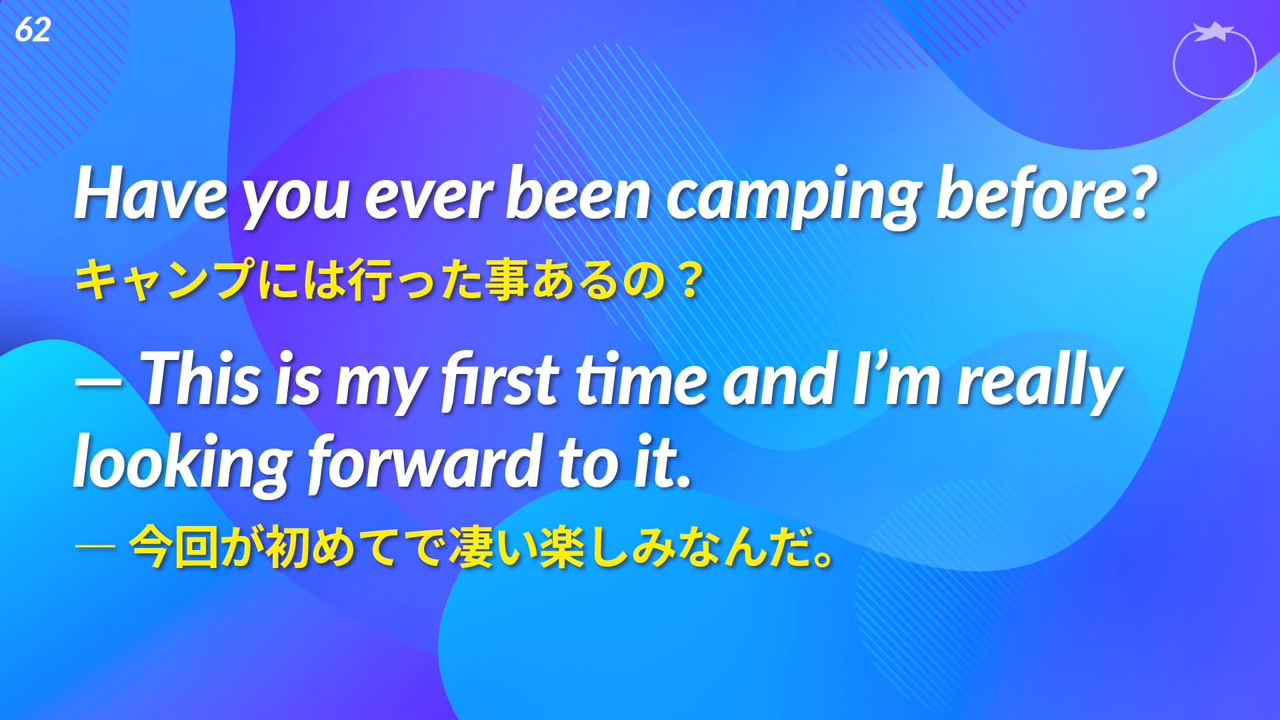 62
Have you ever been camping before?
キャンプには行った事あるの？
— This is my first time and I’m really
looking forward to it.
— 今回が初めてで凄い楽しみなんだ。